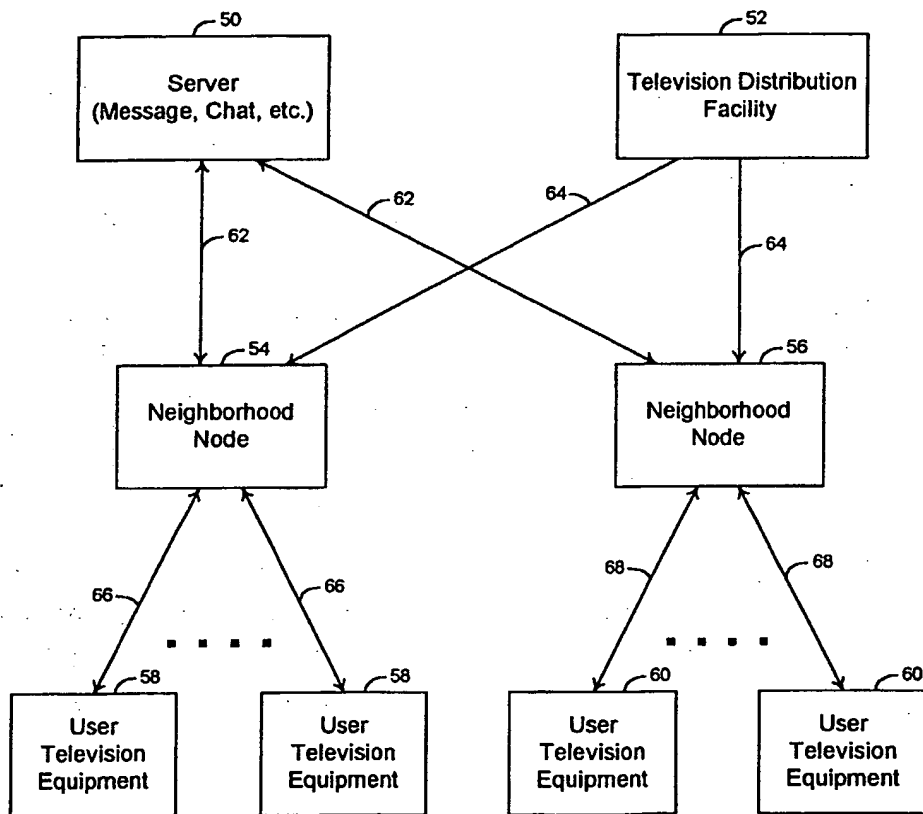 50
52
Server
(Message, Chat, etc.)
Television Distribution
Facility
62
64
62
64
54
56
Neighborhood
Node
Neighborhood
Node
66
66
68
68
58
58
60
60
User
Television
Equipment
User
Television
Equipment
User
Television
Equipment
User
Television
Equipment